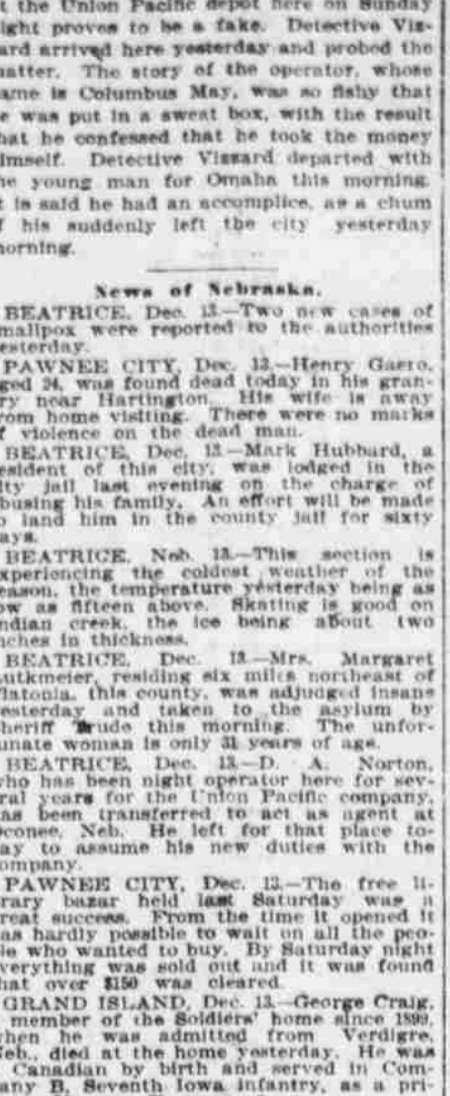 t the Union Pacific depot here on Sunday
ight proves to be a fake. Detective Viz-
ard arrived here yesterday and probed the
natter. The story of the operator, whose
ame is Columbus May, was so fishy that
e was put in a sweat box, with the result
hat he confessed that he took the money
imself. Detective Vizzard departed with
he young man for Omaha this morning.
t is said he had an accomplice, as a chum
f his suddenly left the city yesterday
morning.
News of Nebraska.
BEATRICE, Dec. 13.—Two new cases of
mallpox were reported to the authorities
esterday.
PAWNEE CITY, Dec. 13.—Henry Gaero,
ged 24, was found dead today in his gran-
ry near Hartington. His wife is away
rom home visiting. There were no marks
f violence on the dead man.
BEATRICE, Dec. 13.—Mark Hubbard, a
esident of this city, was lodged in the
ity jail last evening on the charge of
busing his family. An effort will be made
o land him in the county jail for sixty
ays.
BEATRICE, Neb. 13.—This section is
xperiencing the coldest weather of the
eason, the temperature yesterday being as
ow as fifteen above. Skating is good on
ndian creek, the ice being about two
nches in thickness.
BEATRICE, Dec. 13.—Mrs. Margaret
utkmeier, residing six miles northeast of
latonia, this county, was adjudged insane
esterday and taken to the asylum by
heriff Trude this morning. The unfor-
unate woman is only 31 years of age.
BEATRICE, Dec. 13.—D. A. Norton,
who has been night operator here for sev-
ral years for the Union Pacific company,
as been transferred to act as agent at
conee, Neb. He left for that place to-
ay to assume his new duties with the
ompany.
PAWNEE CITY, Dec. 13.—The free li-
rary bazar held last Saturday was a
reat success. From the time it opened it
as hardly possible to wait on all the peo-
le who wanted to buy. By Saturday night
verything was sold out and it was found
hat over $150 was cleared.
GRAND ISLAND, Dec. 13.—George Craig,
member of the Soldiers' home since 1899,
when he was admitted from Verdigre,
Neb., died at the home yesterday. He was
Canadian by birth and served in Com-
any B, Seventh Iowa infantry, as a pri-